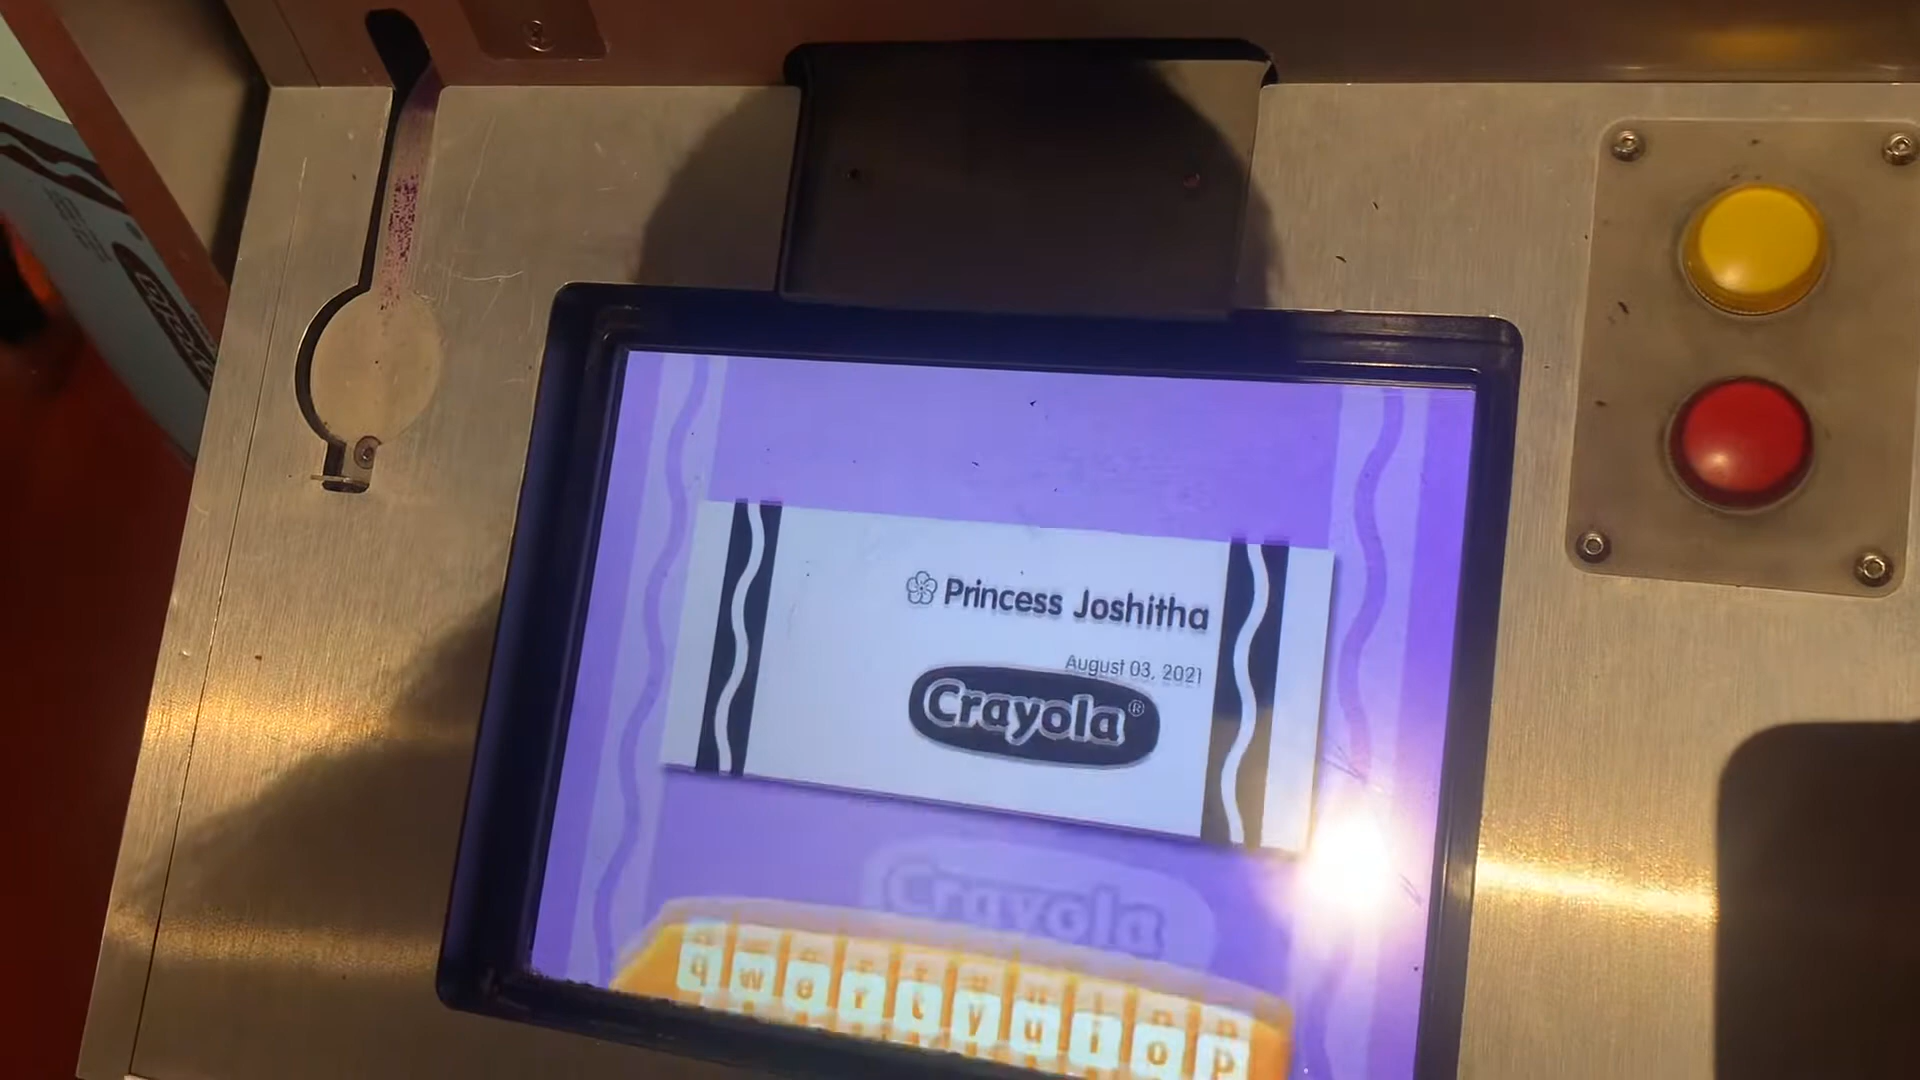 Princess Joshitha
August 03, 2021
Crayola®
Crayola
q w e r t y u i o p